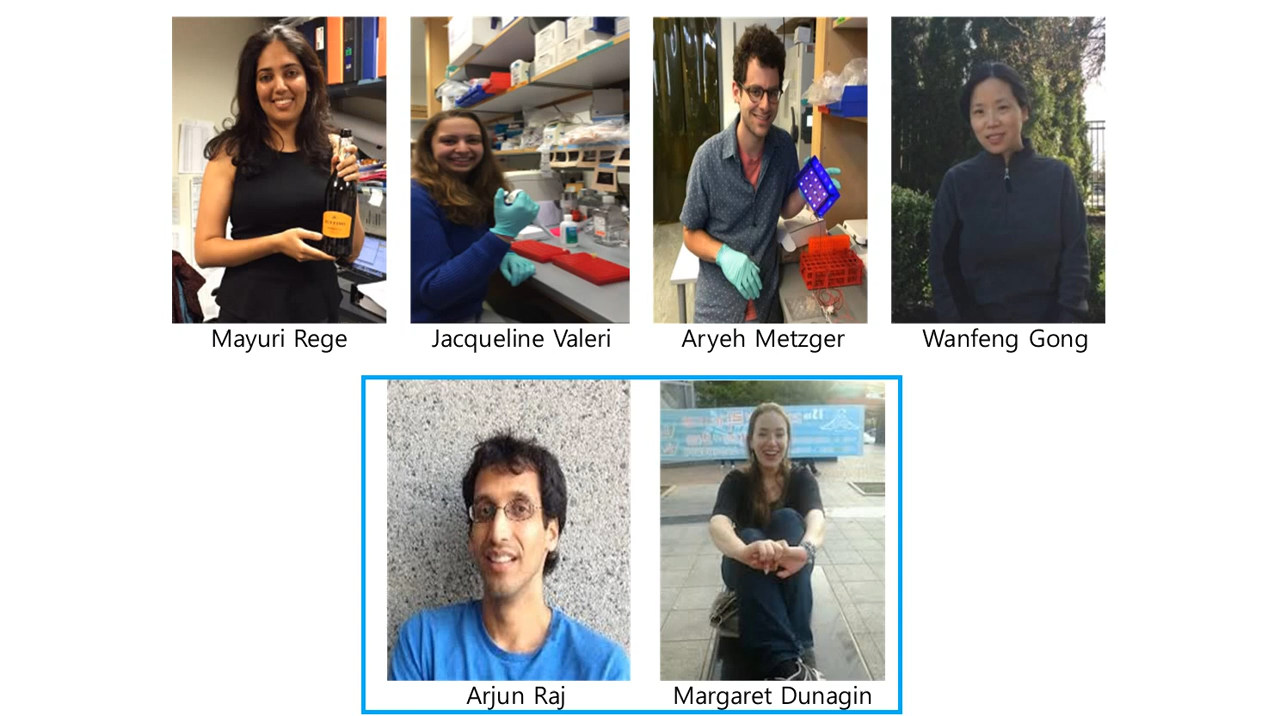 Mayuri Rege
Jacqueline Valeri
Aryeh Metzger
Wanfeng Gong
Arjun Raj
Margaret Dunagin